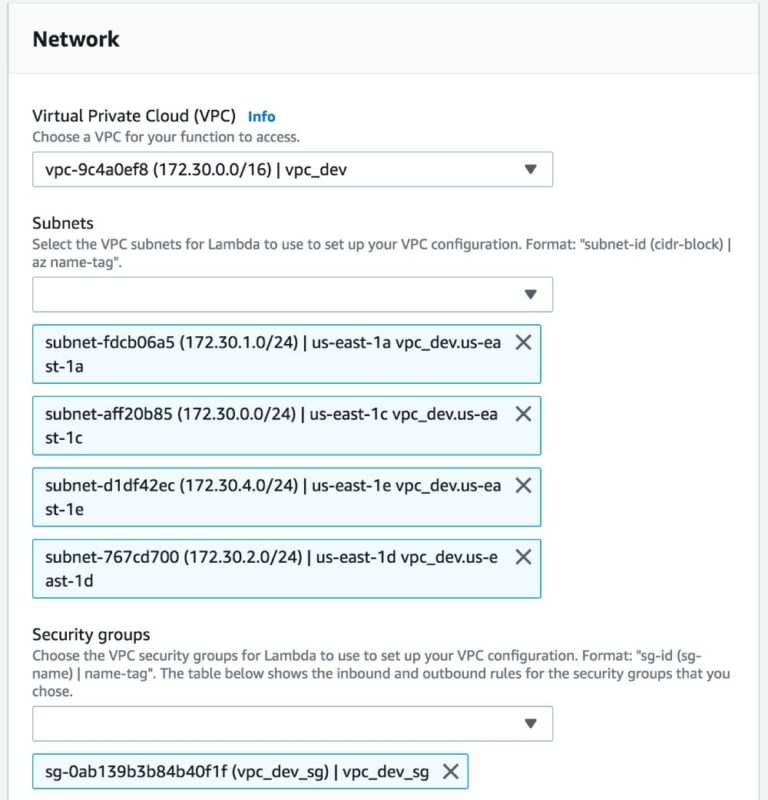 Network
Virtual Private Cloud (VPC) Info
Choose a VPC for your function to access.
vpc-9c4a0ef8 (172.30.0.0/16) | vpc_dev
Subnets
Select the VPC subnets for Lambda to use to set up your VPC configuration. Format: "subnet-id (cidr-block) |
az name-tag".
subnet-fdcb06a5 (172.30.1.0/24) | us-east-1a vpc_dev.us-ea
st-1a
subnet-aff20b85 (172.30.0.0/24) | us-east-1c vpc_dev.us-ea
st-1c
subnet-d1df42ec (172.30.4.0/24) | us-east-1e vpc_dev.us-ea
st-1e
subnet-767cd700 (172.30.2.0/24) | us-east-1d vpc_dev.us-e
ast-1d
Security groups
Choose the VPC security groups for Lambda to use to set up your VPC configuration. Format: "sg-id (sg-
name) | name-tag". The table below shows the inbound and outbound rules for the security groups that you
chose.
sg-0ab139b3b84b40f1f (vpc_dev_sg) | vpc_dev_sg